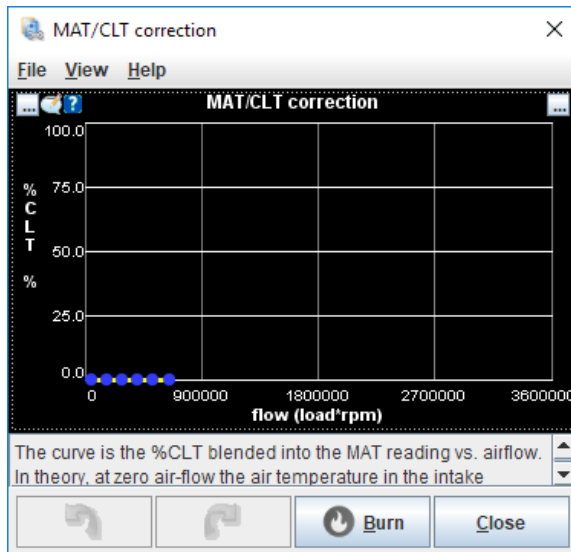 MAT/CLT correction
File View Help
... ? MAT/CLT correction ...
100.0
75.0
50.0
25.0
0.0
%
C
L
T
%
0 900000 1800000 2700000 3600000
flow (load*rpm)
The curve is the %CLT blended into the MAT reading vs. airflow.
In theory, at zero air-flow the air temperature in the intake
Burn Close